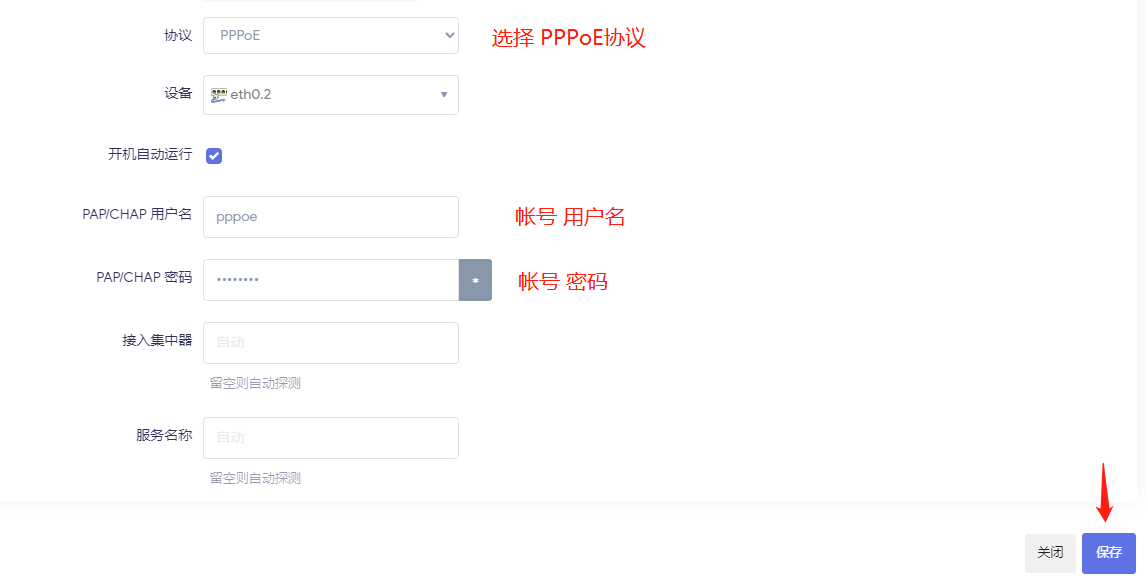 协议 PPPoE 选择 PPPoE协议
设备 eth0.2
开机自动运行
PAP/CHAP 用户名 pppoe 帐号 用户名
PAP/CHAP 密码 •••••••• * 帐号 密码
接入集中器 自动
留空则自动探测
服务名称 自动
留空则自动探测
关闭 保存